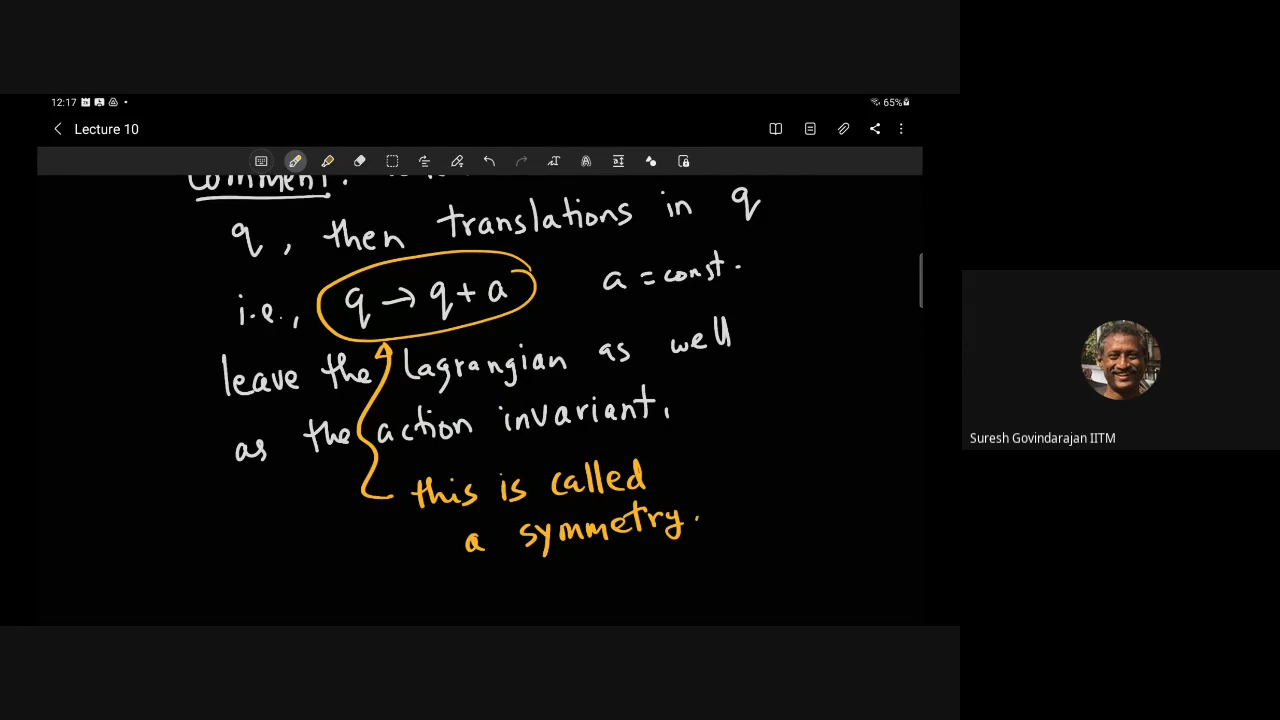 12:17
65%
Lecture 10
Comment:
q, then translations in q
i.e., q → q + a a = const.
leave the Lagrangian as well
as the action invariant.
this is called
a symmetry.
Suresh Govindarajan IITM